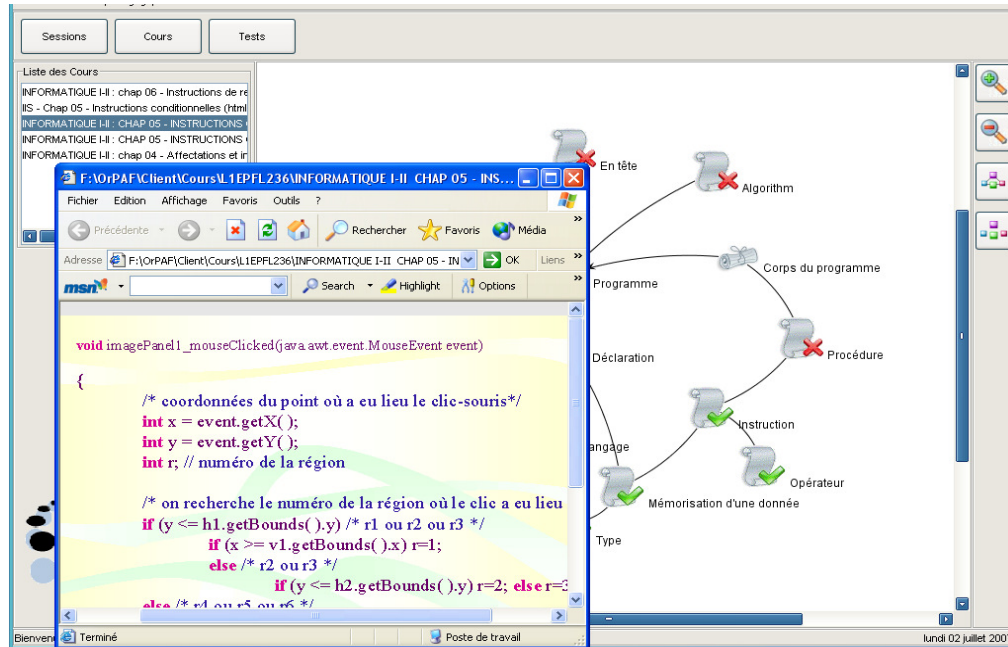 Sessions Cours Tests
Liste des Cours
INFORMATIQUE I-II : chap 06 - Instructions de re
IIS - Chap 05 - Instructions conditionnelles (html
INFORMATIQUE I-II : CHAP 05 - INSTRUCTIONS
INFORMATIQUE I-II : CHAP 05 - INSTRUCTIONS
INFORMATIQUE I-II : chap 04 - Affectations et in
En tête
Algorithm
Corps du programme
Programme
Procédure
Déclaration
Instruction
angage
Opérateur
Mémorisation d'une donnée
Type
F:\OrPAF\Client\Cours\L1EPFL236\INFORMATIQUE I-II CHAP 05 - INS...
Fichier Edition Affichage Favoris Outils ?
Précédente Rechercher Favoris Média »
Adresse F:\OrPAF\Client\Cours\L1EPFL236\INFORMATIQUE I-II CHAP 05 - IN OK Liens »
msn Search Highlight Options »
void imagePanel1_mouseClicked(java.awt.event.MouseEvent event)
{
/* coordonnées du point où a eu lieu le clic-souris*/
int x = event.getX( );
int y = event.getY( );
int r; // numéro de la région
/* on recherche le numéro de la région où le clic a eu lieu
if (y <= h1.getBounds( ).y) /* r1 ou r2 ou r3 */
if (x >= v1.getBounds( ).x) r=1;
else /* r2 ou r3 */
if (y <= h2.getBounds( ).y) r=2; else r=3
else /* r4 ou r5 ou r6 */
Terminé Poste de travail
Bienven
lundi 02 juillet 200